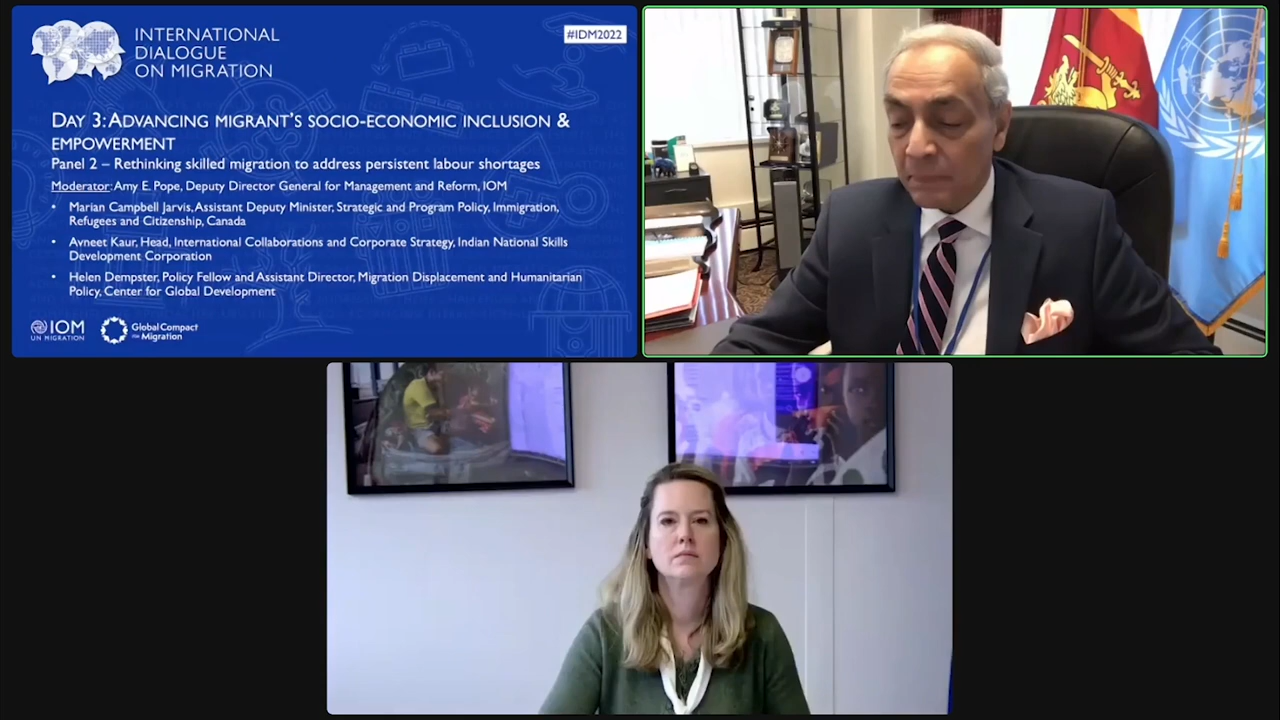 INTERNATIONAL
DIALOGUE
ON MIGRATION
#IDM2022
DAY 3: ADVANCING MIGRANT'S SOCIO-ECONOMIC INCLUSION &
EMPOWERMENT
Panel 2 – Rethinking skilled migration to address persistent labour shortages
Moderator: Amy E. Pope, Deputy Director General for Management and Reform, IOM
• Marian Campbell Jarvis, Assistant Deputy Minister, Strategic and Program Policy, Immigration,
Refugees and Citizenship, Canada
• Avneet Kaur, Head, International Collaborations and Corporate Strategy, Indian National Skills
Development Corporation
• Helen Dempster, Policy Fellow and Assistant Director, Migration Displacement and Humanitarian
Policy, Center for Global Development
IOM
UN MIGRATION
Global Compact
for Migration